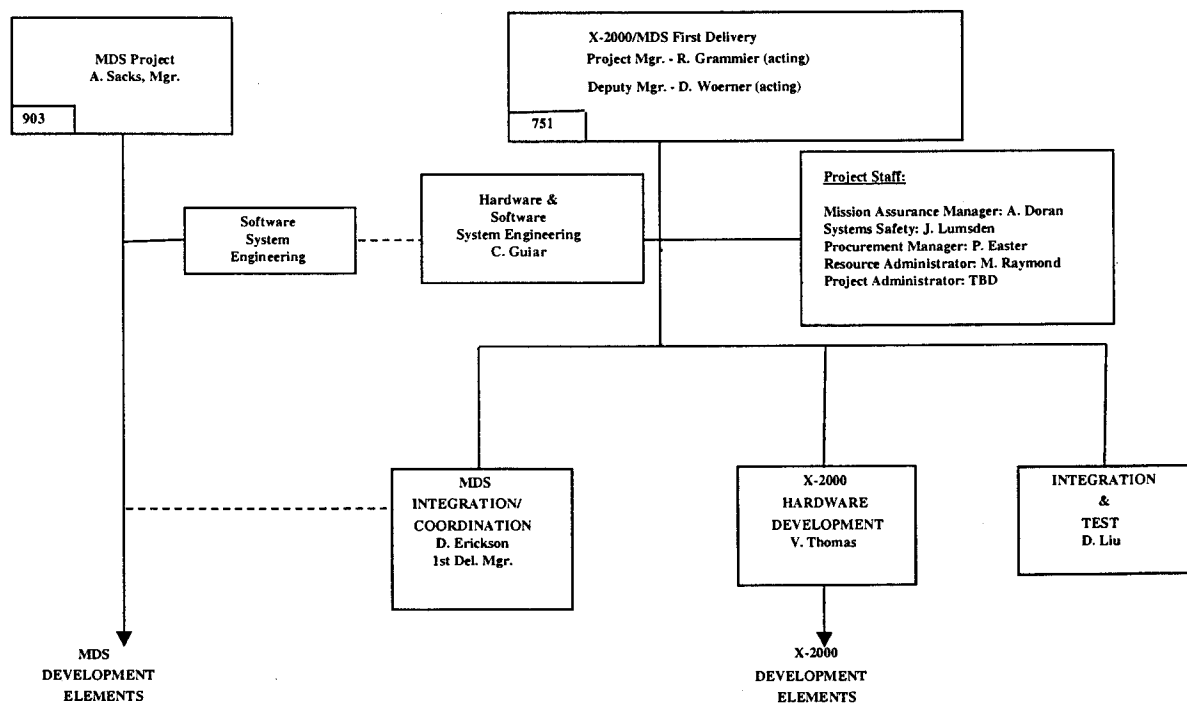 MDS Project
A. Sacks, Mgr.
903
X-2000/MDS First Delivery
Project Mgr. - R. Grammier (acting)
Deputy Mgr. - D. Woerner (acting)
751
Software
System
Engineering
Hardware &
Software
System Engineering
C. Guiar
Project Staff:
Mission Assurance Manager: A. Doran
Systems Safety: J. Lumsden
Procurement Manager: P. Easter
Resource Administrator: M. Raymond
Project Administrator: TBD
MDS
INTEGRATION/
COORDINATION
D. Erickson
1st Del. Mgr.
X-2000
HARDWARE
DEVELOPMENT
V. Thomas
INTEGRATION
&
TEST
D. Liu
MDS
DEVELOPMENT
ELEMENTS
X-2000
DEVELOPMENT
ELEMENTS